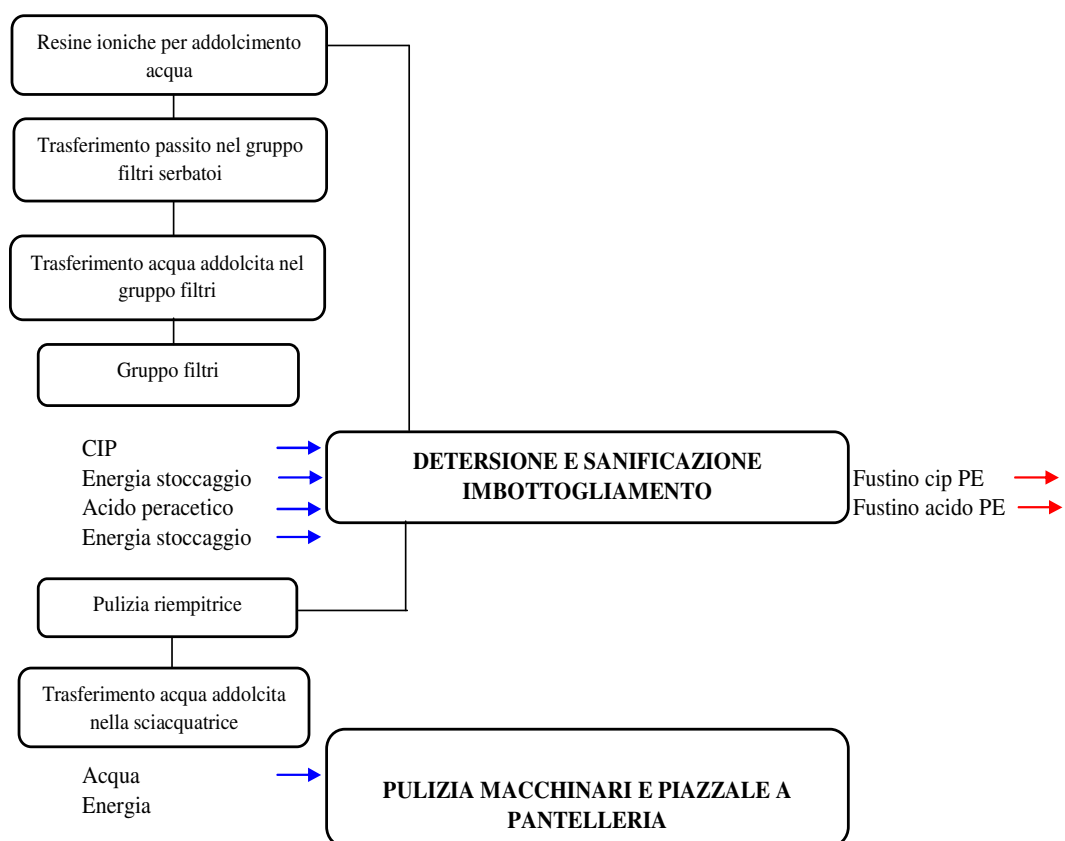 Resine ioniche per addolcimento
acqua
Trasferimento passito nel gruppo
filtri serbatoi
Trasferimento acqua addolcita nel
gruppo filtri
Gruppo filtri
CIP
Energia stoccaggio
Acido peracetico
Energia stoccaggio
DETERSIONE E SANIFICAZIONE
IMBOTTOGLIAMENTO
Fustino cip PE
Fustino acido PE
Pulizia riempitrice
Trasferimento acqua addolcita
nella sciacquatrice
Acqua
Energia
PULIZIA MACCHINARI E PIAZZALE A
PANTELLERIA